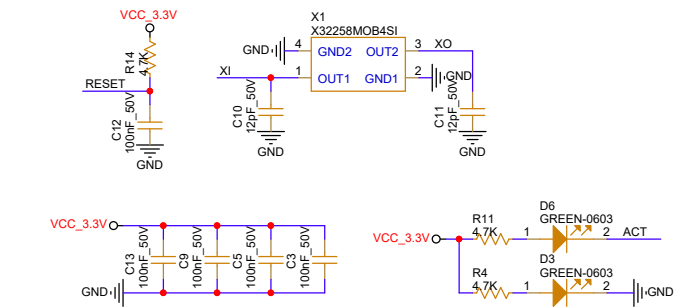 VCC_3.3V
R14
4.7K
RESET
C12
100nF_50V
GND
X1
X32258MOB4SI
GND
4
GND2
OUT2
3
XO
XI
1
OUT1
GND1
2
GND
C10
12pF_50V
GND
C11
12pF_50V
GND
VCC_3.3V
C13
100nF_50V
C9
100nF_50V
C5
100nF_50V
C3
100nF_50V
GND
VCC_3.3V
R11
4.7K
1
D6
GREEN-0603
2
ACT
R4
4.7K
1
D3
GREEN-0603
2
GND